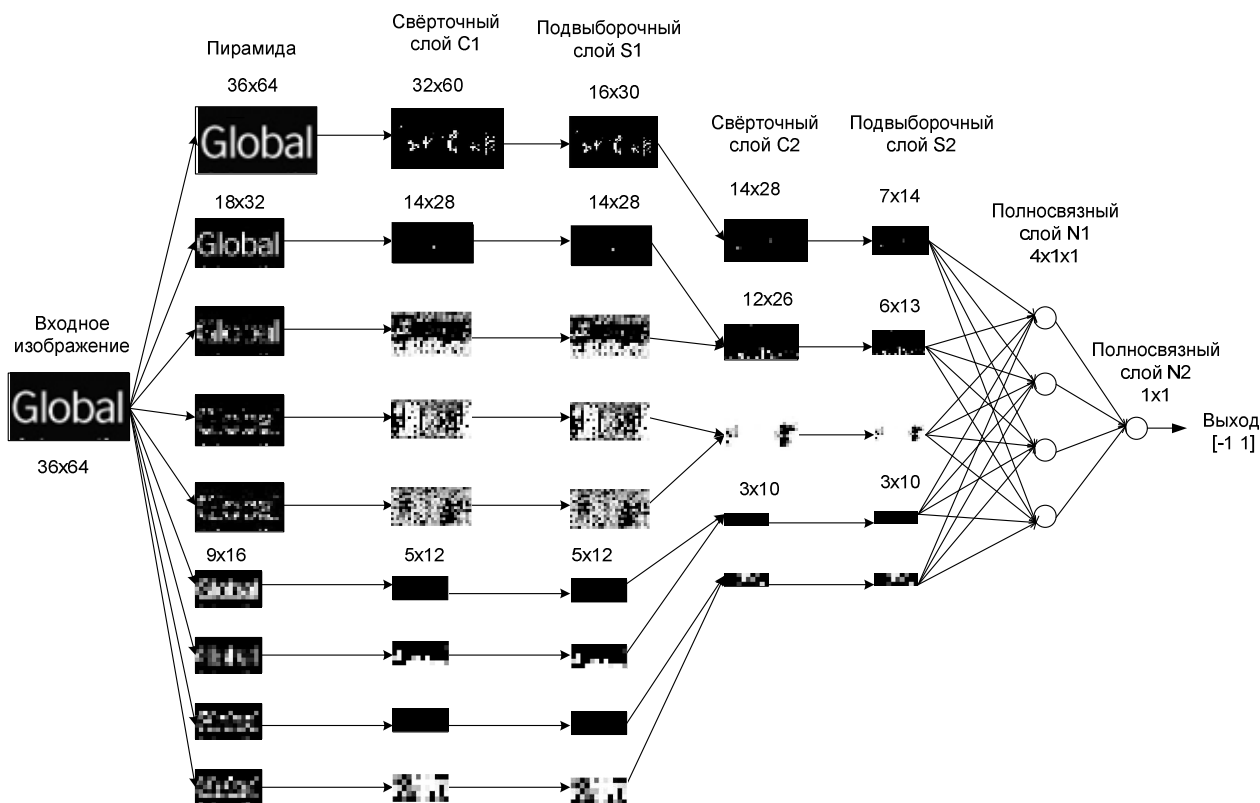 Пирамида
36x64
Свёрточный
слой C1
32x60
Подвыборочный
слой S1
16x30
Свёрточный
слой C2
14x28
Подвыборочный
слой S2
7x14
Полносвязный
слой N1
4x1x1
Global
18x32
14x28
14x28
Global
12x26
6x13
Входное
изображение
Global
Global
36x64
Полносвязный
слой N2
1x1
Выход
[-1 1]
3x10
3x10
9x16
5x12
5x12
Global